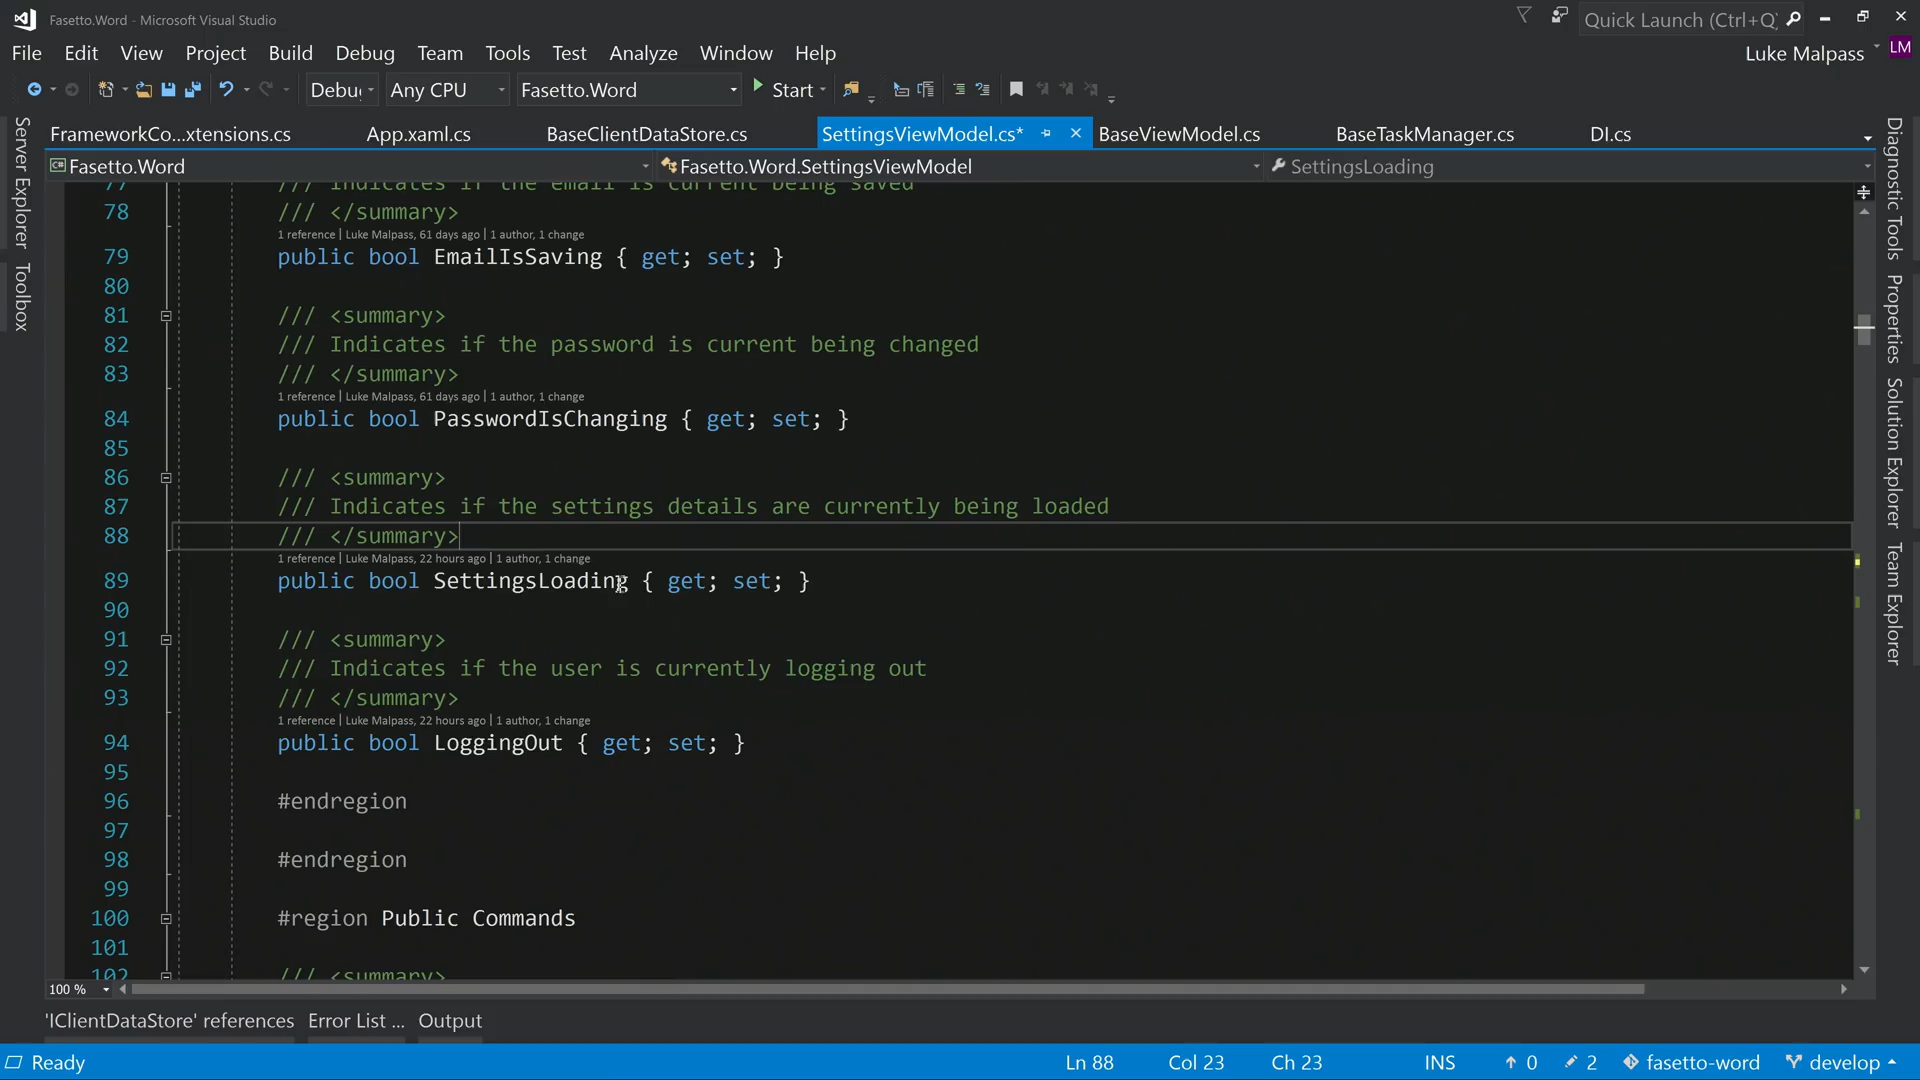 Fasetto.Word - Microsoft Visual Studio
Quick Launch (Ctrl+Q)
File Edit View Project Build Debug Team Tools Test Analyze Window Help
Luke Malpass LM
Debug Any CPU Fasetto.Word Start
FrameworkCo...xtensions.cs App.xaml.cs BaseClientDataStore.cs SettingsViewModel.cs* BaseViewModel.cs BaseTaskManager.cs DI.cs
Fasetto.Word Fasetto.Word.SettingsViewModel SettingsLoading
Server Explorer
Toolbox
77 /// Indicates if the email is current being saved
78 /// </summary>
1 reference | Luke Malpass, 61 days ago | 1 author, 1 change
79 public bool EmailIsSaving { get; set; }
80
81 /// <summary>
82 /// Indicates if the password is current being changed
83 /// </summary>
1 reference | Luke Malpass, 61 days ago | 1 author, 1 change
84 public bool PasswordIsChanging { get; set; }
85
86 /// <summary>
87 /// Indicates if the settings details are currently being loaded
88 /// </summary>
1 reference | Luke Malpass, 22 hours ago | 1 author, 1 change
89 public bool SettingsLoading { get; set; }
90
91 /// <summary>
92 /// Indicates if the user is currently logging out
93 /// </summary>
1 reference | Luke Malpass, 22 hours ago | 1 author, 1 change
94 public bool LoggingOut { get; set; }
95
96 #endregion
97
98 #endregion
99
100 #region Public Commands
101
102 /// <summary>
Diagnostic Tools
Properties
Solution Explorer
Team Explorer
100 %
'IClientDataStore' references Error List ... Output
Ready Ln 88 Col 23 Ch 23 INS 0 2 fasetto-word develop